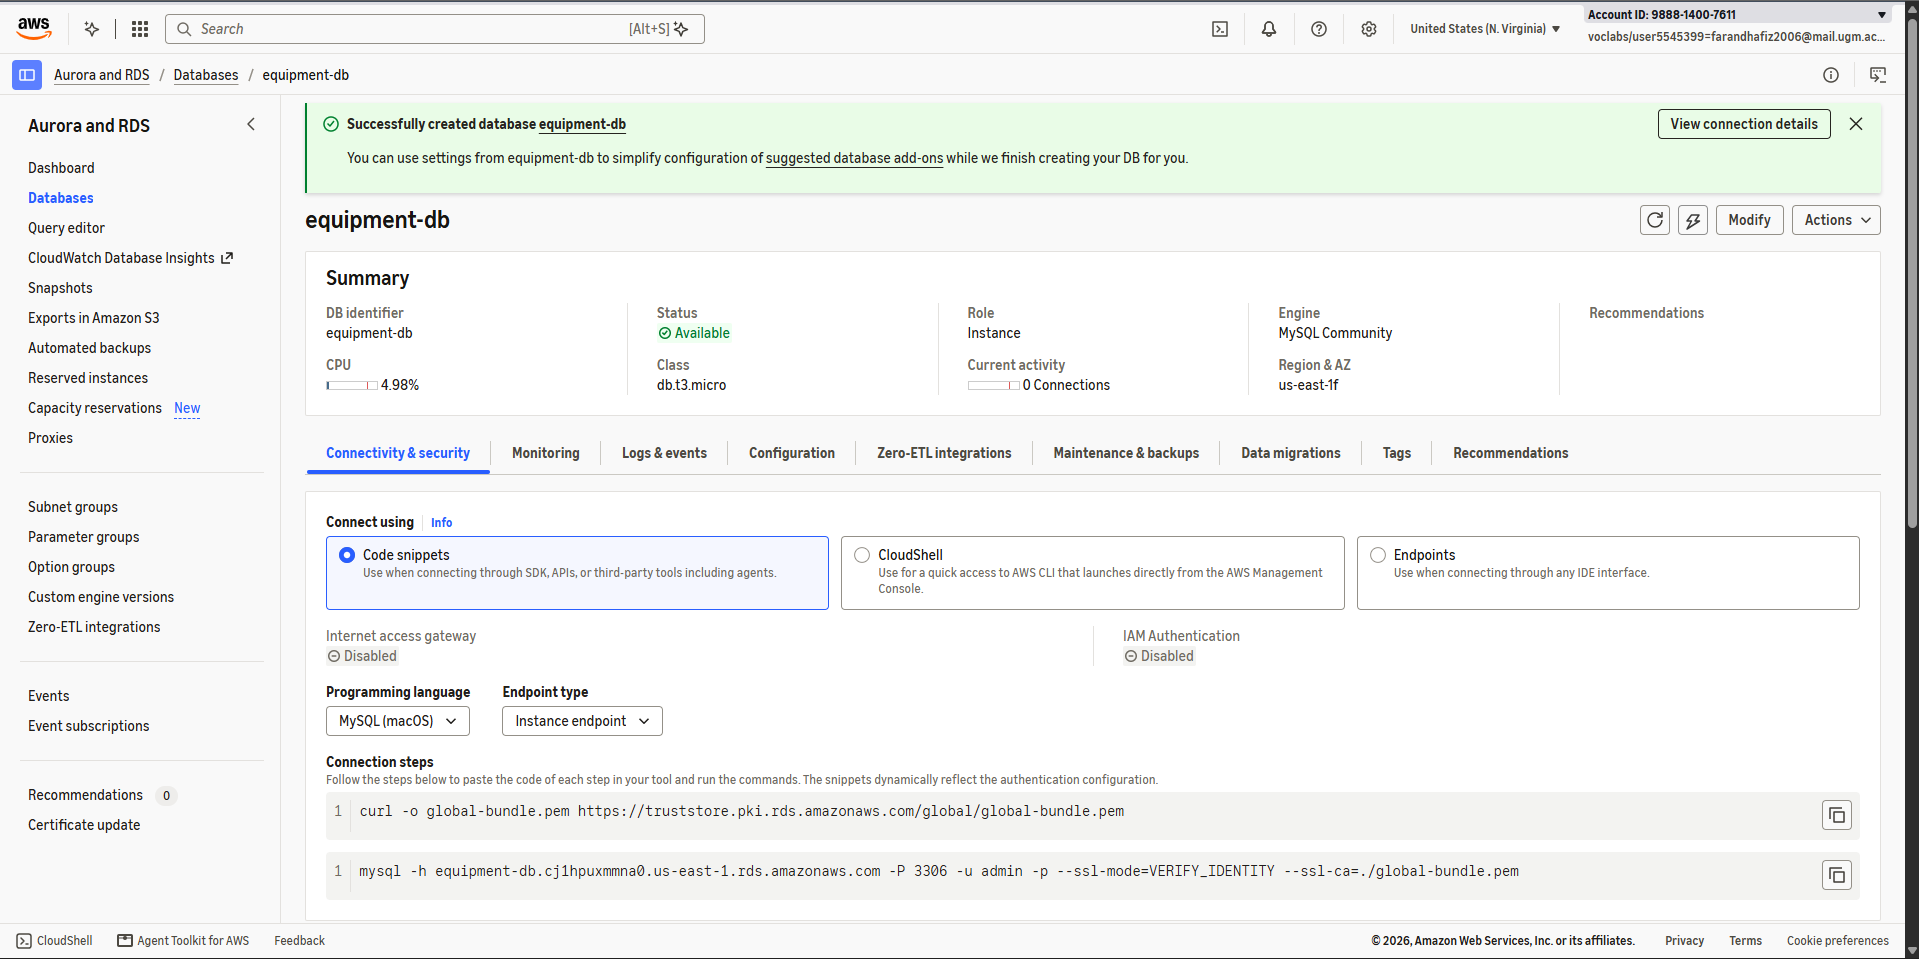 aws
Search
[Alt+S]
United States (N. Virginia)
Account ID: 9888-1400-7611
voclabs/user5545399=farandhafiz2006@mail.ugm.ac...
Aurora and RDS / Databases / equipment-db
Aurora and RDS
Dashboard
Databases
Query editor
CloudWatch Database Insights
Snapshots
Exports in Amazon S3
Automated backups
Reserved instances
Capacity reservations New
Proxies
Subnet groups
Parameter groups
Option groups
Custom engine versions
Zero-ETL integrations
Events
Event subscriptions
Recommendations 0
Certificate update
Successfully created database equipment-db
View connection details
You can use settings from equipment-db to simplify configuration of suggested database add-ons while we finish creating your DB for you.
equipment-db
Modify
Actions
Summary
DB identifier
equipment-db
CPU
4.98%
Status
Available
Class
db.t3.micro
Role
Instance
Current activity
0 Connections
Engine
MySQL Community
Region & AZ
us-east-1f
Recommendations
Connectivity & security
Monitoring
Logs & events
Configuration
Zero-ETL integrations
Maintenance & backups
Data migrations
Tags
Recommendations
Connect using Info
Code snippets
Use when connecting through SDK, APIs, or third-party tools including agents.
CloudShell
Use for a quick access to AWS CLI that launches directly from the AWS Management
Console.
Endpoints
Use when connecting through any IDE interface.
Internet access gateway
Disabled
IAM Authentication
Disabled
Programming language
MySQL (macOS)
Endpoint type
Instance endpoint
Connection steps
Follow the steps below to paste the code of each step in your tool and run the commands. The snippets dynamically reflect the authentication configuration.
1 curl -o global-bundle.pem https://truststore.pki.rds.amazonaws.com/global/global-bundle.pem
1 mysql -h equipment-db.cj1hpuxmmna0.us-east-1.rds.amazonaws.com -P 3306 -u admin -p --ssl-mode=VERIFY_IDENTITY --ssl-ca=./global-bundle.pem
CloudShell
Agent Toolkit for AWS
Feedback
© 2026, Amazon Web Services, Inc. or its affiliates.
Privacy
Terms
Cookie preferences